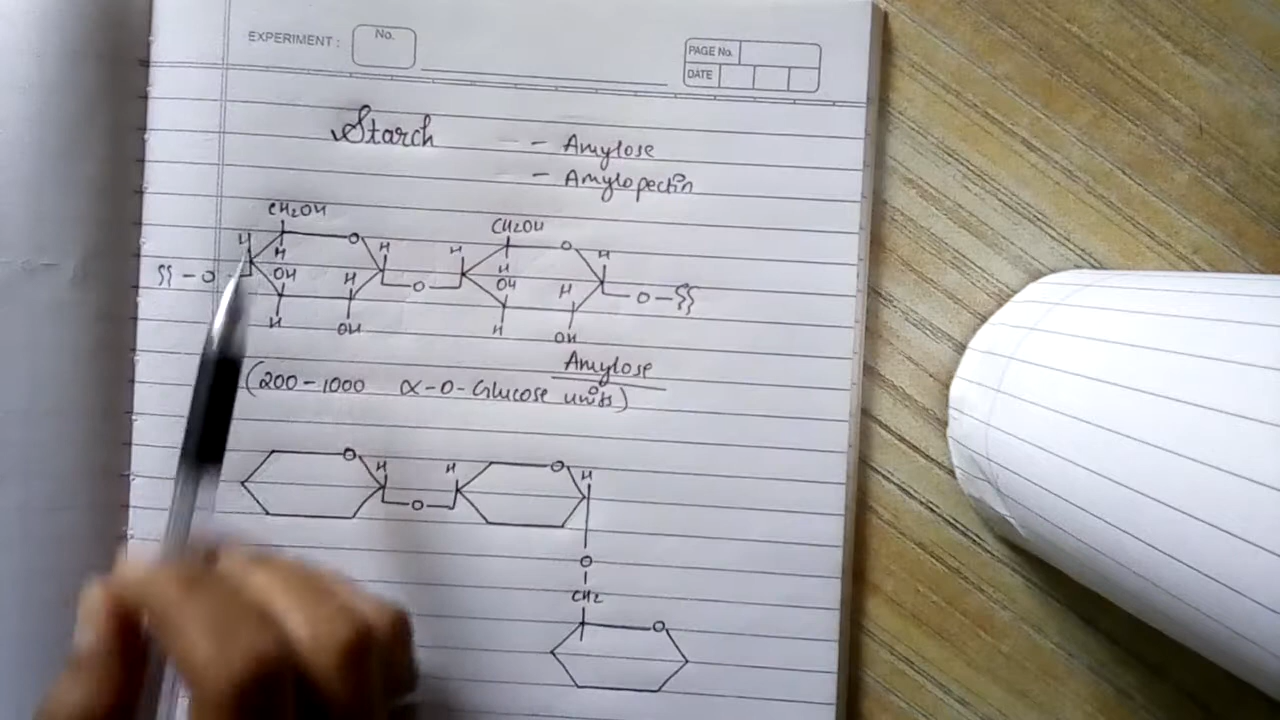 EXPERIMENT : No.
PAGE No.
DATE
Starch - Amylose
- Amylopectin
CH2OH CH2OH
H O H H O H
H H
{{ - O OH H O OH H O - {{
H OH H OH
Amylose
(200 - 1000 α-O-Glucose units)
O H H O H
O
O
CH2
O